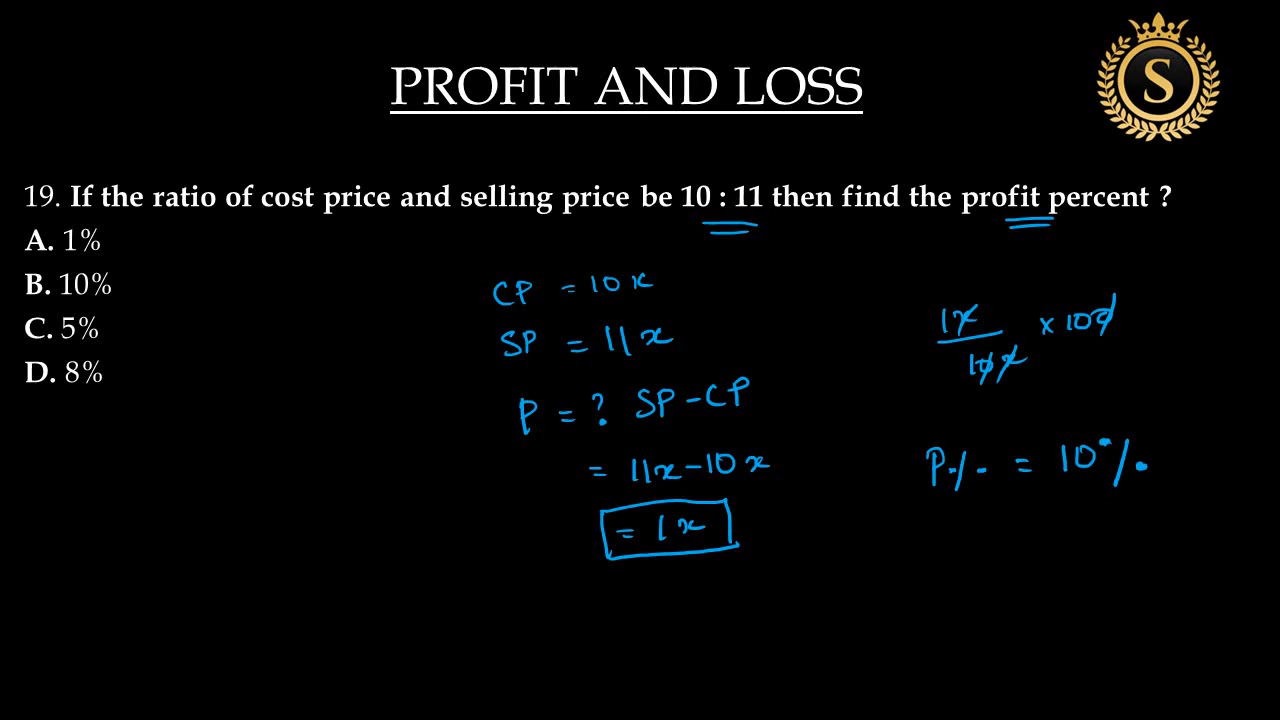 PROFIT AND LOSS
S
19. If the ratio of cost price and selling price be 10 : 11 then find the profit percent ?
A. 1%
B. 10%
C. 5%
D. 8%
CP = 10x
SP = 11x
P = ? SP - CP
= 11x - 10x
= 1x
1x
10x
× 100
P% = 10%